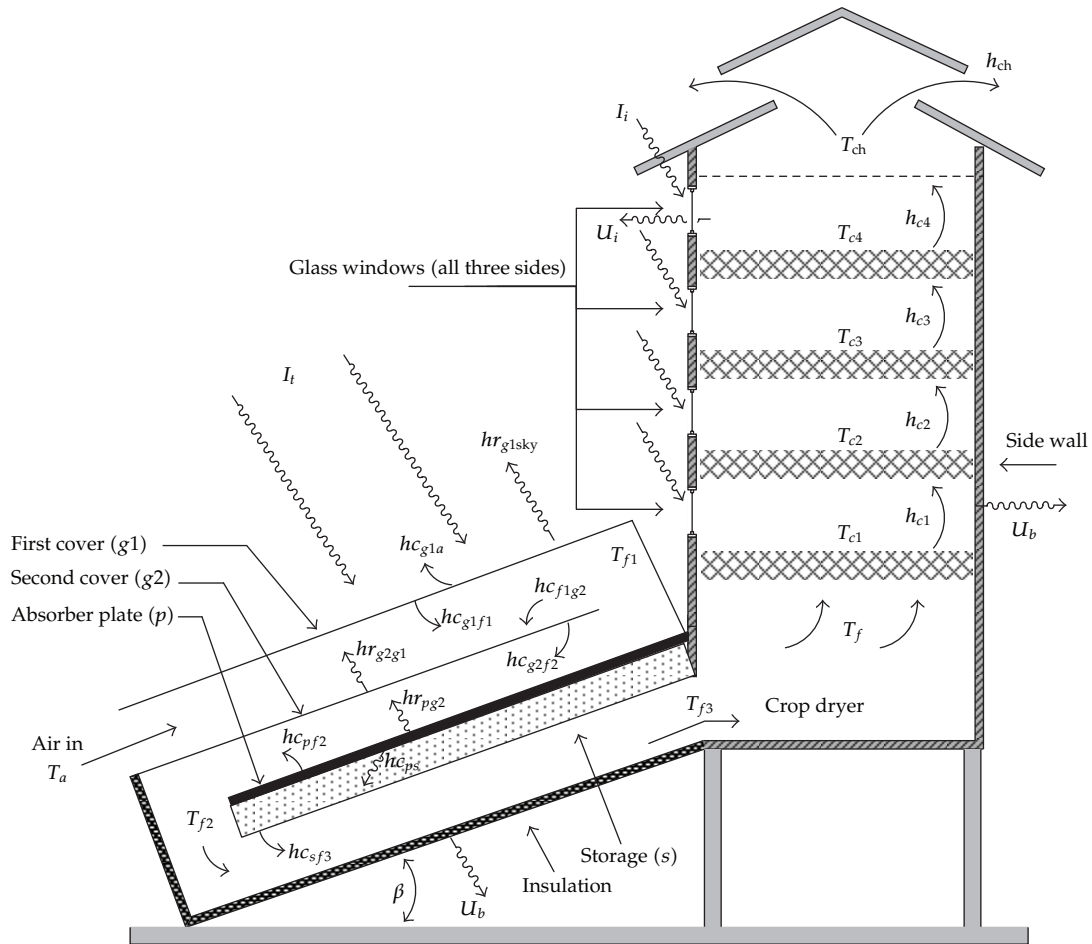 h_ch
I_i
T_ch
h_c4
T_c4
U_i
Glass windows (all three sides)
h_c3
T_c3
I_t
h_c2
T_c2
hr_g1sky
Side wall
h_c1
U_b
T_c1
First cover (g1)
hc_g1a
T_f1
Second cover (g2)
hc_f1g2
Absorber plate (p)
hc_g1f1
T_f
hr_g2g1
hc_g2f2
hr_pg2
T_f3
Crop dryer
Air in
T_a
hc_pf2
hc_ps
T_f2
hc_sf3
Storage (s)
Insulation
β
U_b